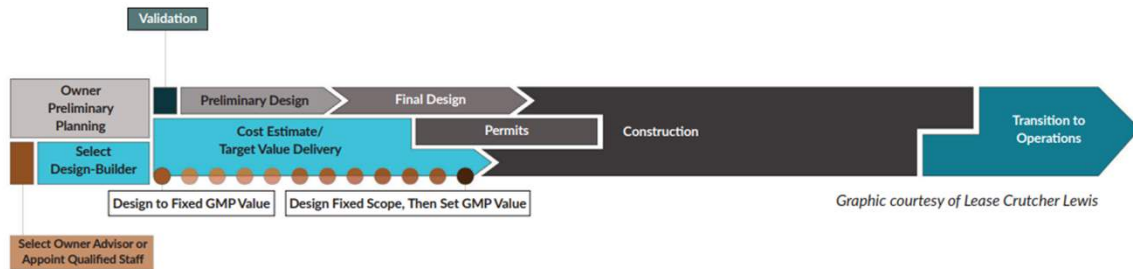 Validation
Owner
Preliminary
Planning
Preliminary Design
Final Design
Cost Estimate/
Target Value Delivery
Permits
Construction
Transition to
Operations
Select
Design-Builder
Design to Fixed GMP Value
Design Fixed Scope, Then Set GMP Value
Graphic courtesy of Lease Crutcher Lewis
Select Owner Advisor or
Appoint Qualified Staff